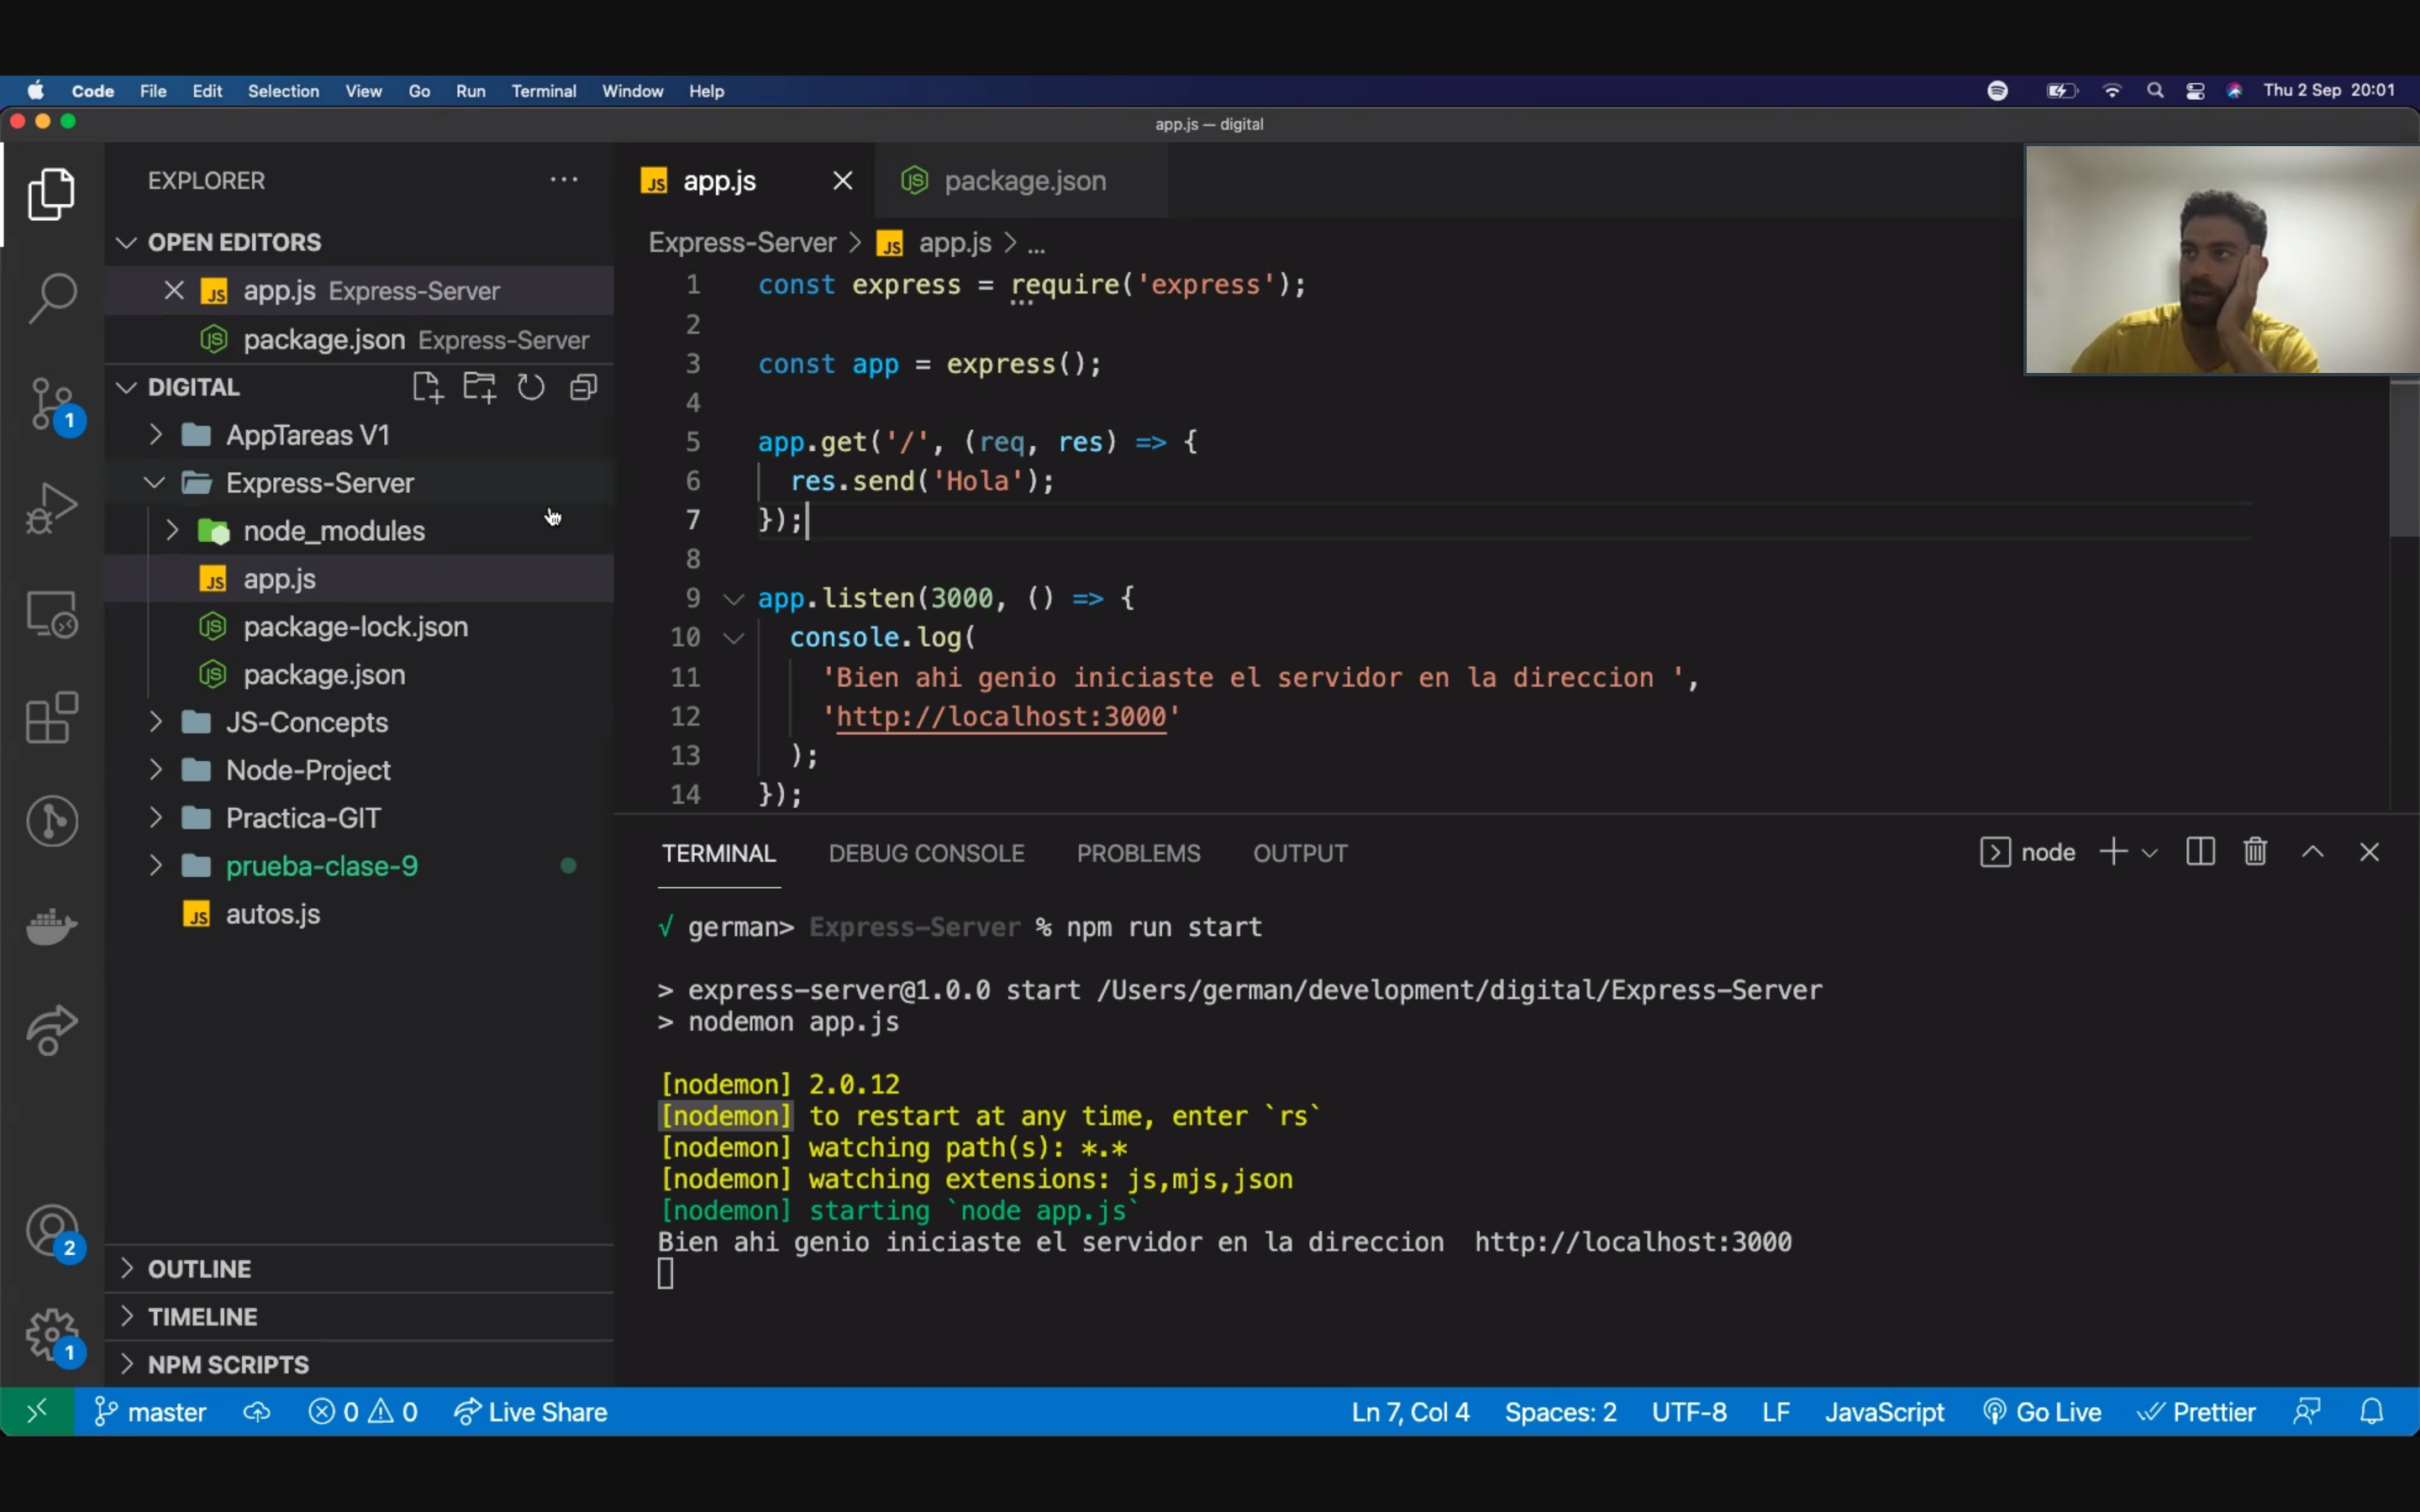 Code File Edit Selection View Go Run Terminal Window Help Thu 2 Sep 20:01
app.js — digital
EXPLORER ...
OPEN EDITORS
JS app.js Express-Server
package.json Express-Server
DIGITAL
AppTareas V1
Express-Server
node_modules
JS app.js
package-lock.json
package.json
JS-Concepts
Node-Project
Practica-GIT
prueba-clase-9
JS autos.js
OUTLINE
TIMELINE
NPM SCRIPTS
1
2
1
JS app.js package.json
Express-Server > JS app.js > ...
1 const express = require('express');
2
3 const app = express();
4
5 app.get('/', (req, res) => {
6 res.send('Hola');
7 });
8
9 app.listen(3000, () => {
10 console.log(
11 'Bien ahi genio iniciaste el servidor en la direccion ',
12 'http://localhost:3000'
13 );
14 });
TERMINAL DEBUG CONSOLE PROBLEMS OUTPUT node
√ german> Express-Server % npm run start
> express-server@1.0.0 start /Users/german/development/digital/Express-Server
> nodemon app.js
[nodemon] 2.0.12
[nodemon] to restart at any time, enter `rs`
[nodemon] watching path(s): *.*
[nodemon] watching extensions: js,mjs,json
[nodemon] starting `node app.js`
Bien ahi genio iniciaste el servidor en la direccion  http://localhost:3000
master 0 0 Live Share Ln 7, Col 4 Spaces: 2 UTF-8 LF JavaScript Go Live Prettier